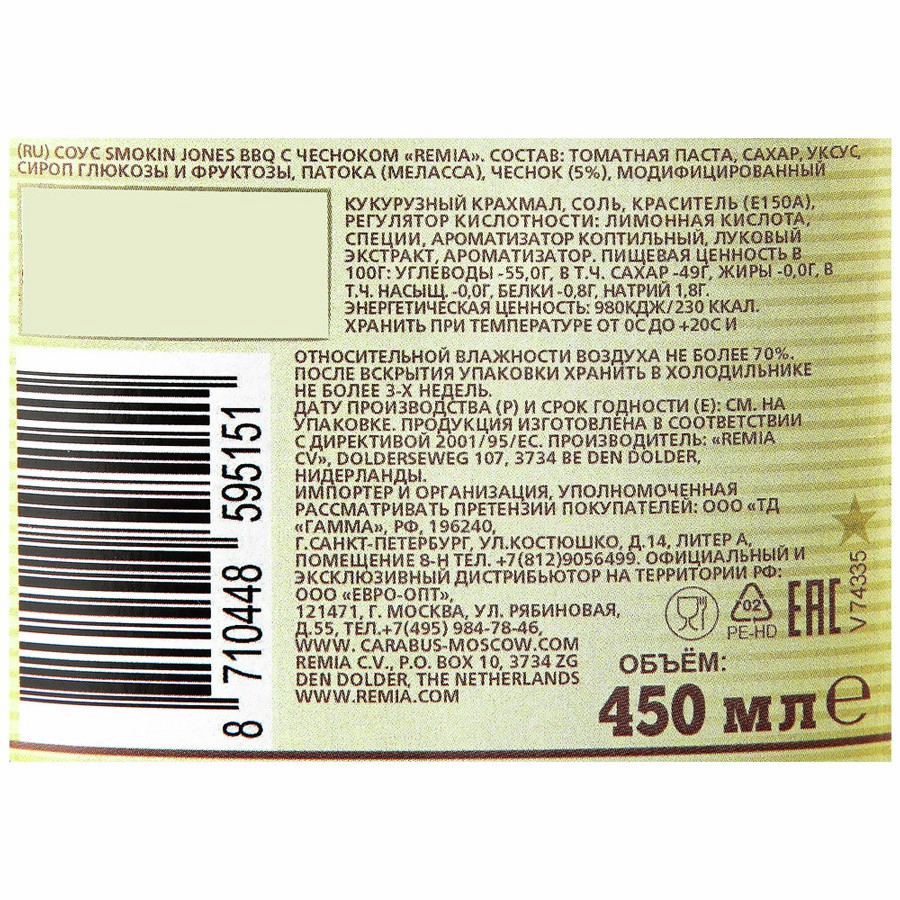 (RU) СОУС SMOKIN JONES BBQ С ЧЕСНОКОМ «REMIA». СОСТАВ: ТОМАТНАЯ ПАСТА, САХАР, УКСУС,
СИРОП ГЛЮКОЗЫ И ФРУКТОЗЫ, ПАТОКА (МЕЛАССА), ЧЕСНОК (5%), МОДИФИЦИРОВАННЫЙ
КУКУРУЗНЫЙ КРАХМАЛ, СОЛЬ, КРАСИТЕЛЬ (E150A),
РЕГУЛЯТОР КИСЛОТНОСТИ: ЛИМОННАЯ КИСЛОТА,
СПЕЦИИ, АРОМАТИЗАТОР КОПТИЛЬНЫЙ, ЛУКОВЫЙ
ЭКСТРАКТ, АРОМАТИЗАТОР. ПИЩЕВАЯ ЦЕННОСТЬ В
100Г: УГЛЕВОДЫ -55,0Г, В Т.Ч. САХАР -49Г, ЖИРЫ -0,0Г, В
Т.Ч. НАСЫЩ. -0,0Г, БЕЛКИ -0,8Г, НАТРИЙ 1,8Г.
ЭНЕРГЕТИЧЕСКАЯ ЦЕННОСТЬ: 980КДЖ/230 ККАЛ.
ХРАНИТЬ ПРИ ТЕМПЕРАТУРЕ ОТ 0С ДО +20С И
ОТНОСИТЕЛЬНОЙ ВЛАЖНОСТИ ВОЗДУХА НЕ БОЛЕЕ 70%.
ПОСЛЕ ВСКРЫТИЯ УПАКОВКИ ХРАНИТЬ В ХОЛОДИЛЬНИКЕ
НЕ БОЛЕЕ 3-Х НЕДЕЛЬ.
ДАТУ ПРОИЗВОДСТВА (P) И СРОК ГОДНОСТИ (E): СМ. НА
УПАКОВКЕ. ПРОДУКЦИЯ ИЗГОТОВЛЕНА В СООТВЕТСТВИИ
С ДИРЕКТИВОЙ 2001/95/ЕС. ПРОИЗВОДИТЕЛЬ: «REMIA
CV», DOLDERSEWEG 107, 3734 BE DEN DOLDER,
НИДЕРЛАНДЫ.
ИМПОРТЕР И ОРГАНИЗАЦИЯ, УПОЛНОМОЧЕННАЯ
РАССМАТРИВАТЬ ПРЕТЕНЗИИ ПОКУПАТЕЛЕЙ: ООО «ТД
«ГАММА», РФ, 196240,
Г.САНКТ-ПЕТЕРБУРГ, УЛ.КОСТЮШКО, Д.14, ЛИТЕР А,
ПОМЕЩЕНИЕ 8-Н ТЕЛ. +7(812)9056499. ОФИЦИАЛЬНЫЙ И
ЭКСКЛЮЗИВНЫЙ ДИСТРИБЬЮТОР НА ТЕРРИТОРИИ РФ:
ООО «ЕВРО-ОПТ»,
121471, Г. МОСКВА, УЛ. РЯБИНОВАЯ,
Д.55, ТЕЛ.+7(495) 984-78-46,
WWW. CARABUS-MOSCOW.COM
REMIA C.V., P.O. BOX 10, 3734 ZG
DEN DOLDER, THE NETHERLANDS
WWW.REMIA.COM
8 710448 595151
02
PE-HD
EAC
V 74335
ОБЪЁМ:
450 мл e